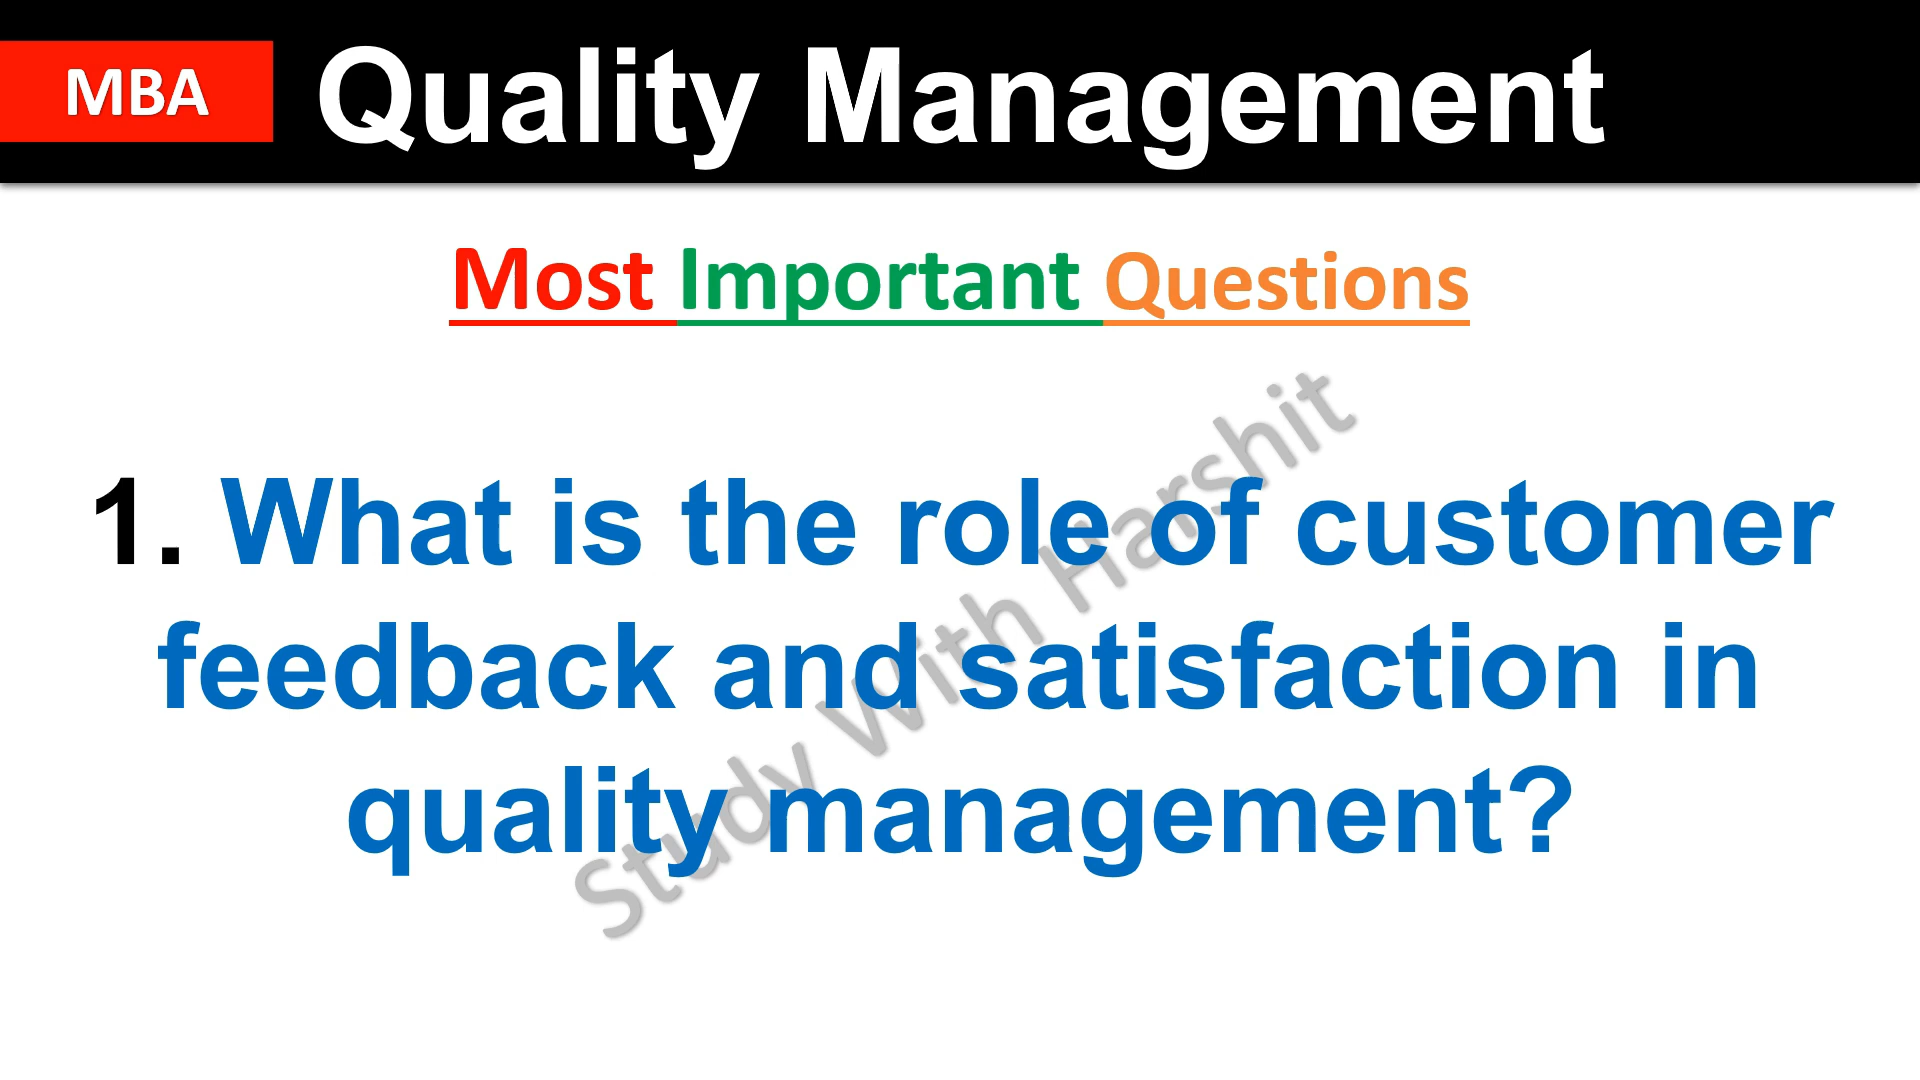 MBA
Quality Management
Most Important Questions
1. What is the role of customer
feedback and satisfaction in
quality management?
Study With Harshit